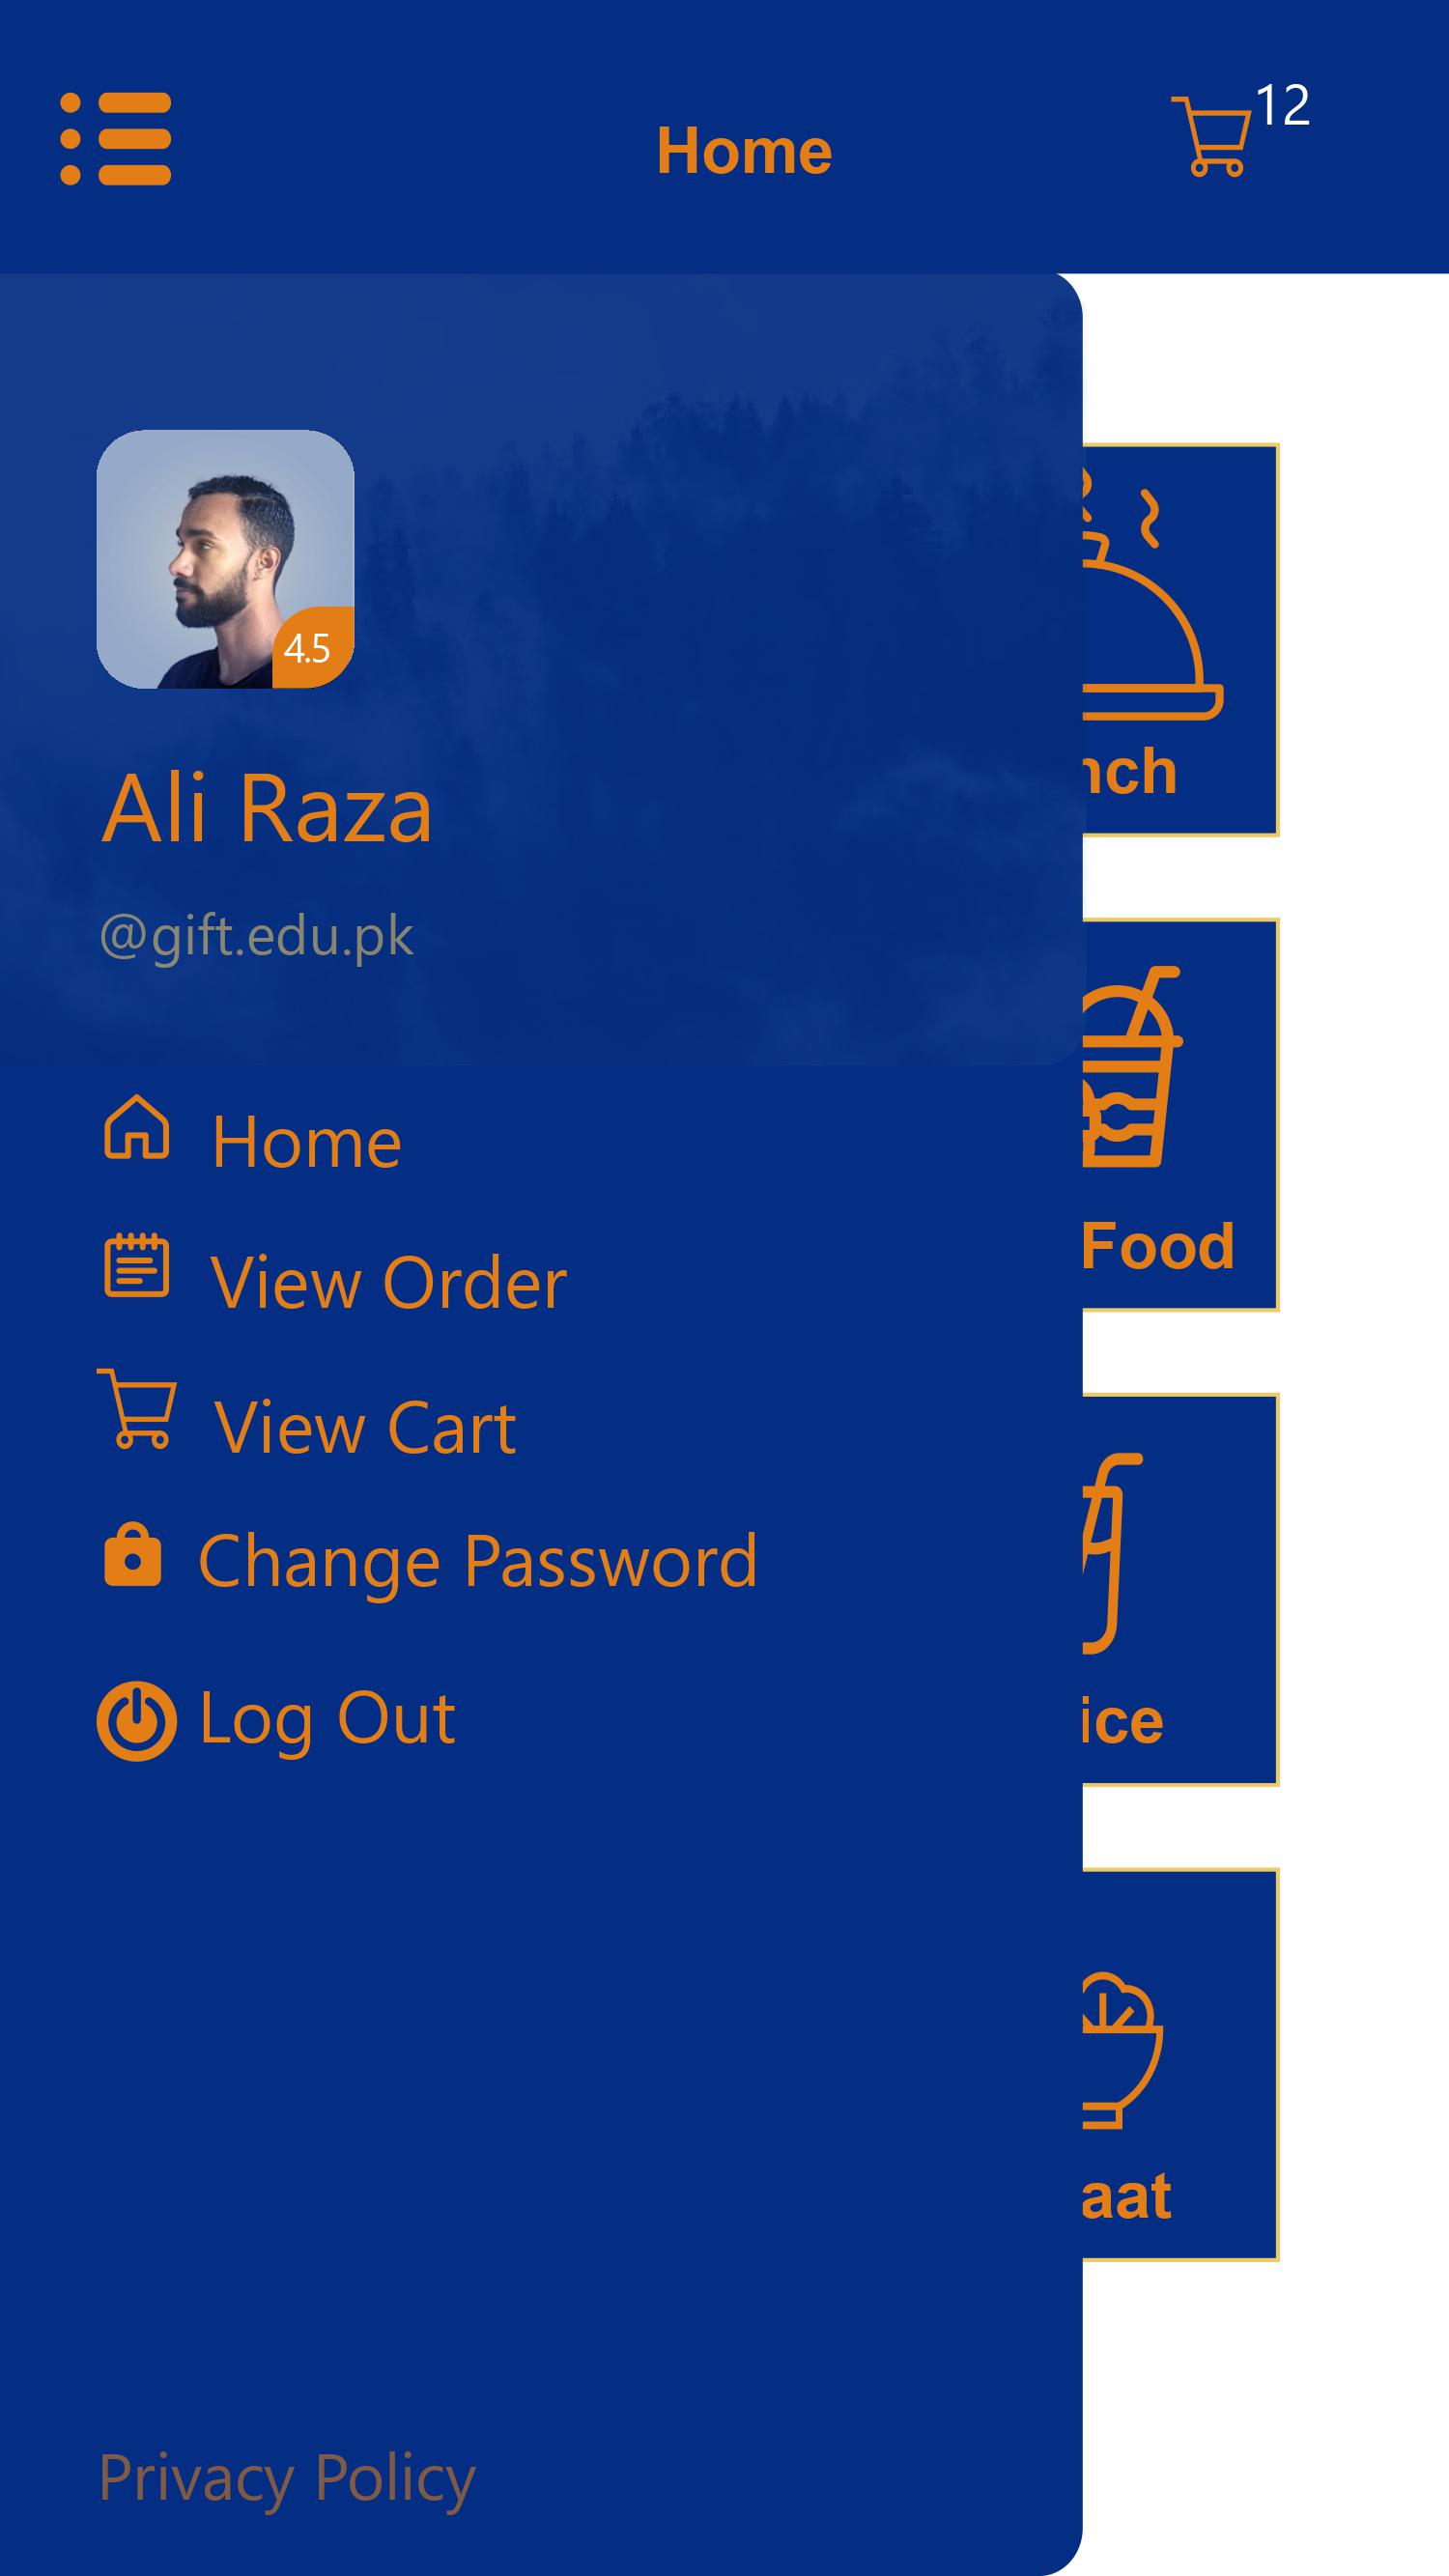 Home
12
4.5
Ali Raza
@gift.edu.pk
Home
View Order
View Cart
Change Password
Log Out
Privacy Policy
nch
Food
ice
aat